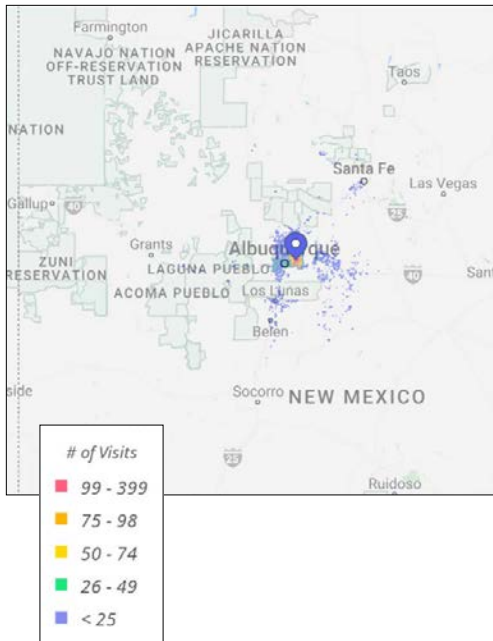 Farmington
JICARILLA
APACHE NATION
RESERVATION
NAVAJO NATION
OFF-RESERVATION
TRUST LAND
Taos
NATION
Santa Fe
Las Vegas
Gallup
40
25
Grants
Albuquerque
ZUNI
RESERVATION
LAGUNA PUEBLO
40
Sant
ACOMA PUEBLO
Los Lunas
Belen
side
Socorro
NEW MEXICO
25
Ruidoso
# of Visits
99 - 399
75 - 98
50 - 74
26 - 49
< 25